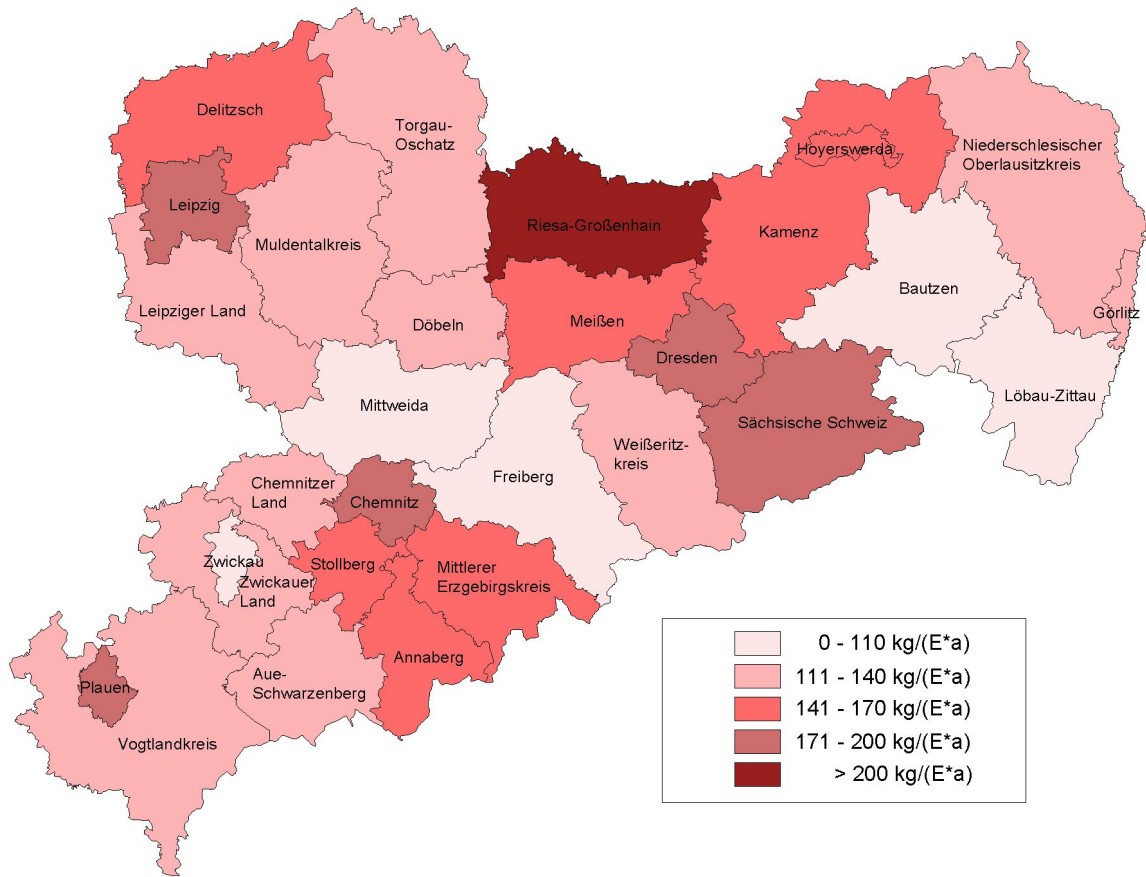 Delitzsch
Torgau-
Oschatz
Hoyerswerda
Niederschlesischer
Oberlausitzkreis
Leipzig
Riesa-Großenhain
Kamenz
Muldentalkreis
Bautzen
Leipziger Land
Döbeln
Meißen
Görlitz
Dresden
Mittweida
Löbau-Zittau
Sächsische Schweiz
Weißeritz-
kreis
Freiberg
Chemnitzer
Land
Chemnitz
Zwickau
Zwickauer
Land
Stollberg
Mittlerer
Erzgebirgskreis
Annaberg
Aue-
Schwarzenberg
Plauen
Vogtlandkreis
0 - 110 kg/(E*a)
111 - 140 kg/(E*a)
141 - 170 kg/(E*a)
171 - 200 kg/(E*a)
> 200 kg/(E*a)